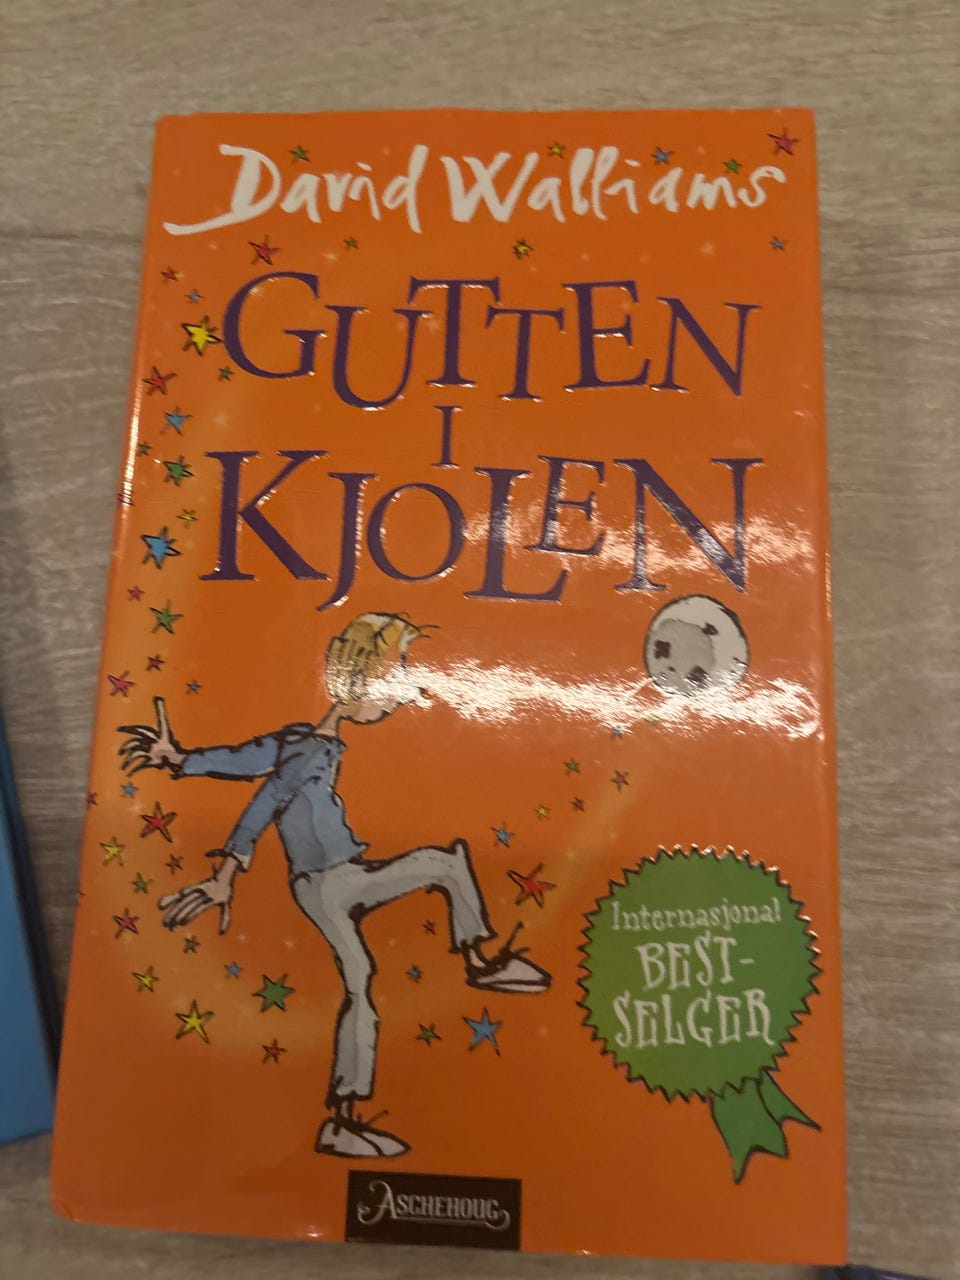 David Walliams
GUTTEN
I
KJOLEN
Internasjonal
BEST-
SELGER
ASCHEHOUG